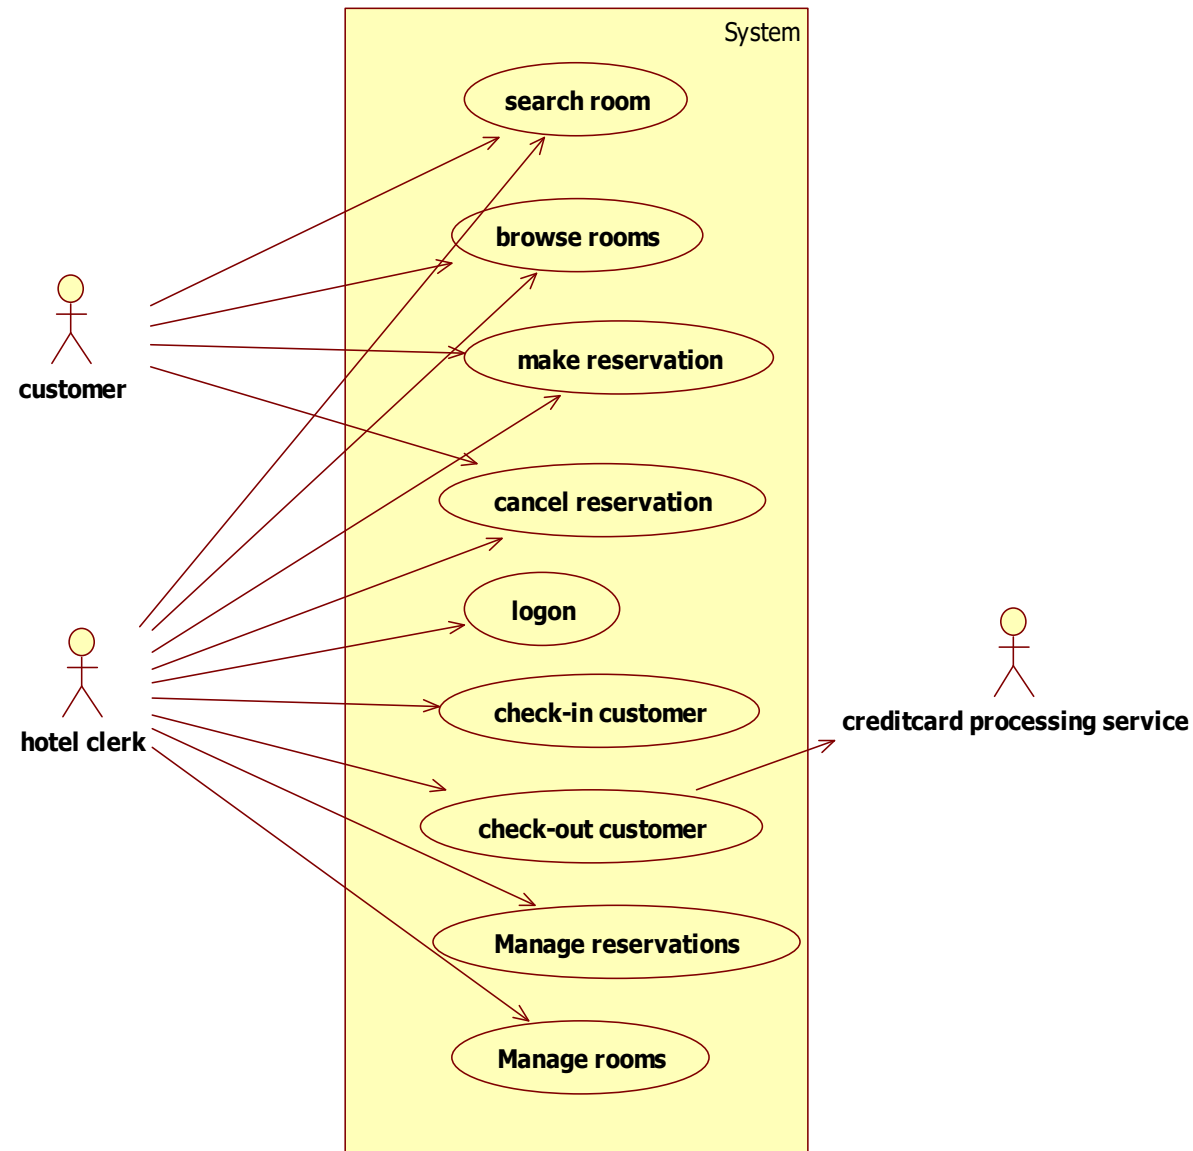 System
search room
browse rooms
make reservation
customer
cancel reservation
logon
check-in customer
hotel clerk
creditcard processing service
check-out customer
Manage reservations
Manage rooms